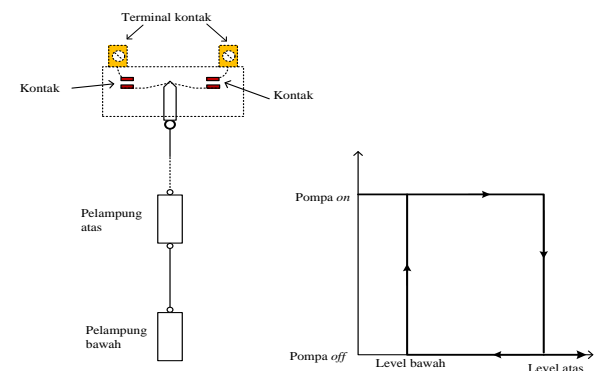 Terminal kontak
Kontak
Kontak
Pelampung
atas
Pelampung
bawah
Pompa on
Pompa off
Level bawah
Level atas